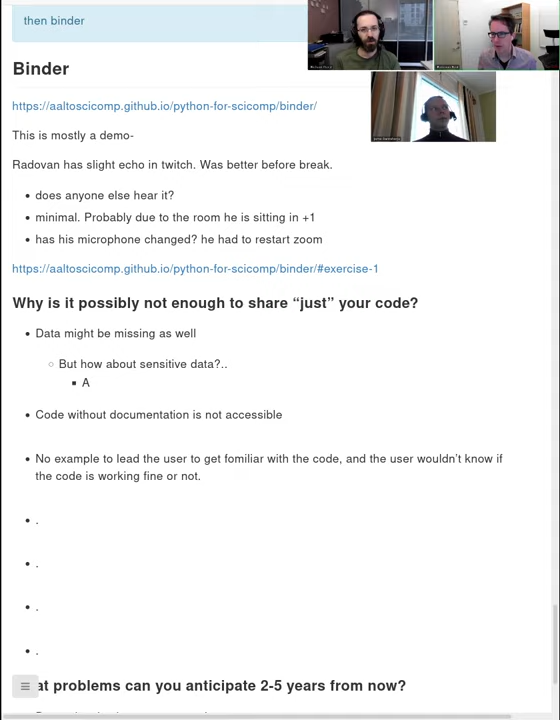 then binder
Binder
https://aaltoscicomp.github.io/python-for-scicomp/binder/
This is mostly a demo-
Radovan has slight echo in twitch. Was better before break.
• does anyone else hear it?
• minimal. Probably due to the room he is sitting in +1
• has his microphone changed? he had to restart zoom
https://aaltoscicomp.github.io/python-for-scicomp/binder/#exercise-1
Why is it possibly not enough to share “just” your code?
• Data might be missing as well
○ But how about sensitive data?..
▪ A
• Code without documentation is not accessible
• No example to lead the user to get fomiliar with the code, and the user wouldn’t know if
the code is working fine or not.
• .
• .
• .
• .
at problems can you anticipate 2-5 years from now?